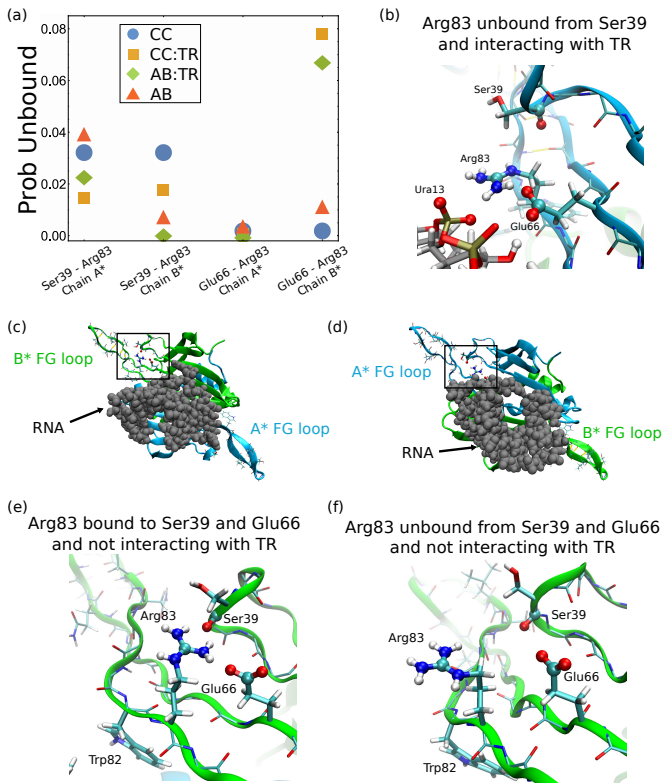 (a)
Prob Unbound
0.08
0.06
0.04
0.02
0.00
CC
CC:TR
AB:TR
AB
Ser39 - Arg83
Chain A*
Ser39 - Arg83
Chain B*
Glu66 - Arg83
Chain A*
Glu66 - Arg83
Chain B*
(b)
Arg83 unbound from Ser39
and interacting with TR
Ser39
Arg83
Ura13
Glu66
(c)
B* FG loop
RNA
A* FG loop
(d)
A* FG loop
B* FG loop
RNA
(e)
Arg83 bound to Ser39 and Glu66
and not interacting with TR
Arg83
Ser39
Glu66
Trp82
(f)
Arg83 unbound from Ser39 and Glu66
and not interacting with TR
Ser39
Arg83
Glu66
Trp82